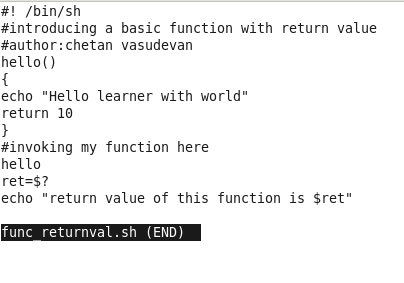 #! /bin/sh
#introducing a basic function with return value
#author:chetan vasudevan
hello()
{
echo "Hello learner with world"
return 10
}
#invoking my function here
hello
ret=$?
echo "return value of this function is $ret"
func_returnval.sh (END)